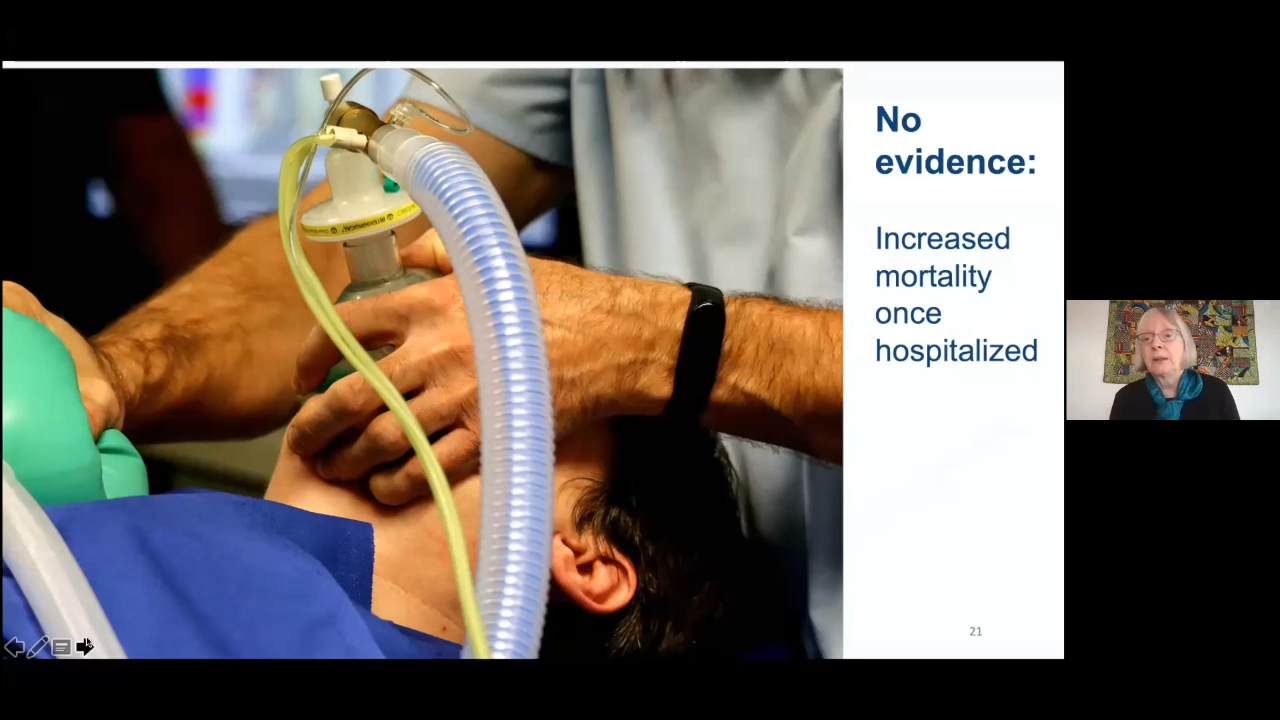 No
evidence:
Increased
mortality
once
hospitalized
21